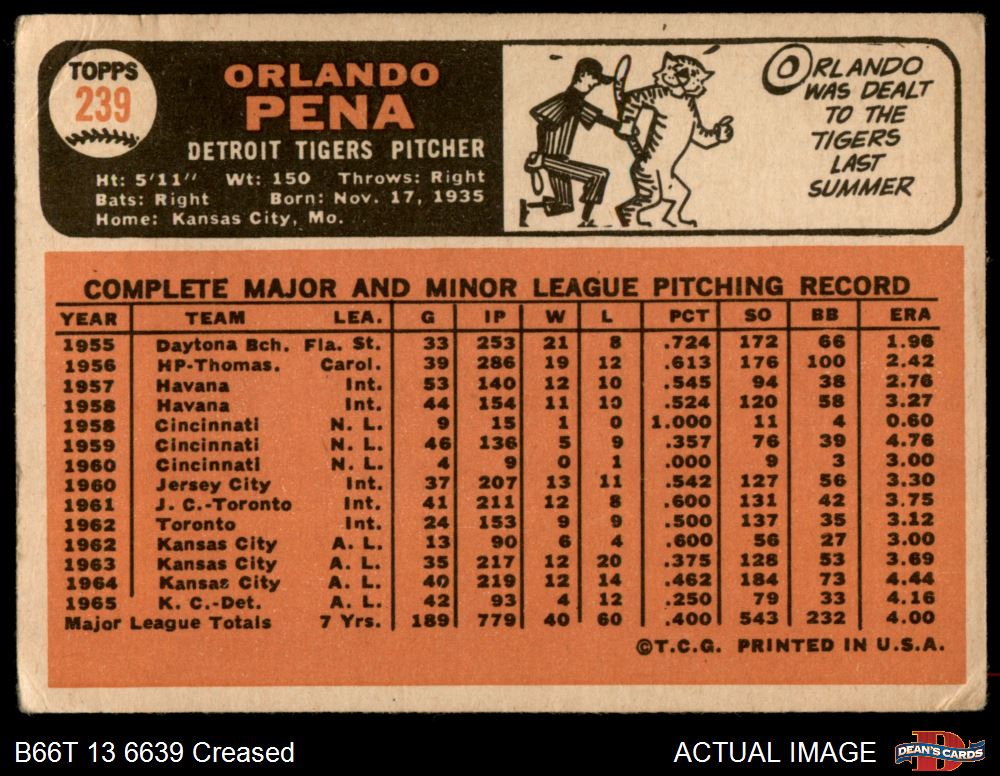 TOPPS
239
ORLANDO
PENA
DETROIT TIGERS PITCHER
Ht: 5'11" Wt: 150 Throws: Right
Bats: Right Born: Nov. 17, 1935
Home: Kansas City, Mo.
ORLANDO
WAS DEALT
TO THE
TIGERS
LAST
SUMMER
COMPLETE MAJOR AND MINOR LEAGUE PITCHING RECORD
YEAR TEAM LEA. G IP W L PCT SO BB ERA
1955 Daytona Bch. Fla. St. 33 253 21 8 .724 172 66 1.96
1956 HP-Thomas. Carol. 39 286 19 12 .613 176 100 2.42
1957 Havana Int. 53 140 12 10 .545 94 38 2.76
1958 Havana Int. 44 154 11 10 .524 120 58 3.27
1958 Cincinnati N. L. 9 15 1 0 1.000 11 4 0.60
1959 Cincinnati N. L. 46 136 5 9 .357 76 39 4.76
1960 Cincinnati N. L. 4 9 0 1 .000 9 3 3.00
1960 Jersey City Int. 37 207 13 11 .542 127 56 3.30
1961 J. C.-Toronto Int. 41 211 12 8 .600 131 42 3.75
1962 Toronto Int. 24 153 9 9 .500 137 35 3.12
1962 Kansas City A. L. 13 90 6 4 .600 56 27 3.00
1963 Kansas City A. L. 35 217 12 20 .375 128 53 3.69
1964 Kansas City A. L. 40 219 12 14 .462 184 73 4.44
1965 K. C.-Det. A. L. 42 93 4 12 .250 79 33 4.16
Major League Totals 7 Yrs. 189 779 40 60 .400 543 232 4.00
©T.C.G. PRINTED IN U.S.A.
B66T 13 6639 Creased
ACTUAL IMAGE
DEAN'S CARDS